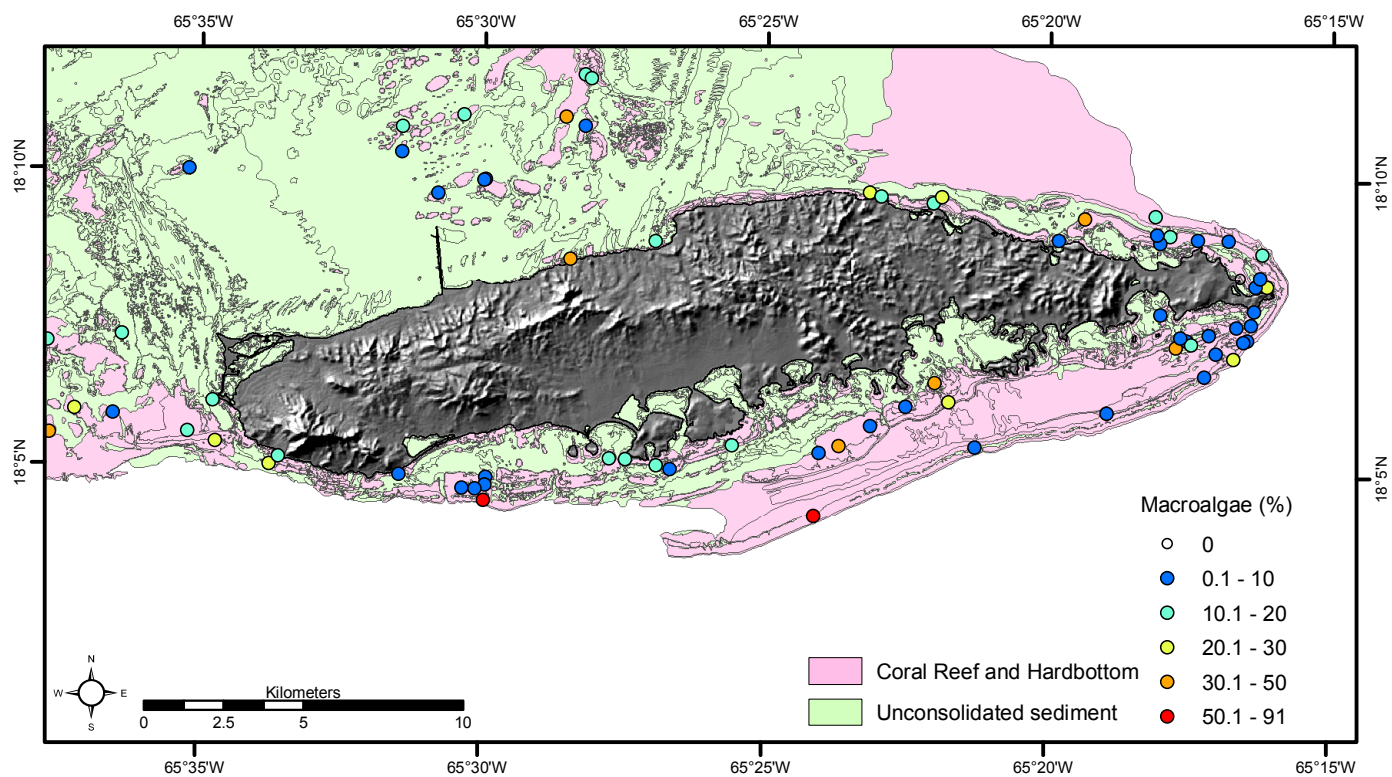 65°35'W 65°30'W 65°25'W 65°20'W 65°15'W
18°10'N 18°10'N
18°5'N 18°5'N
Macroalgae (%)
0
0.1 - 10
10.1 - 20
20.1 - 30
30.1 - 50
50.1 - 91
Coral Reef and Hardbottom
Unconsolidated sediment
N
W E
S
Kilometers
0 2.5 5 10
65°35'W 65°30'W 65°25'W 65°20'W 65°15'W